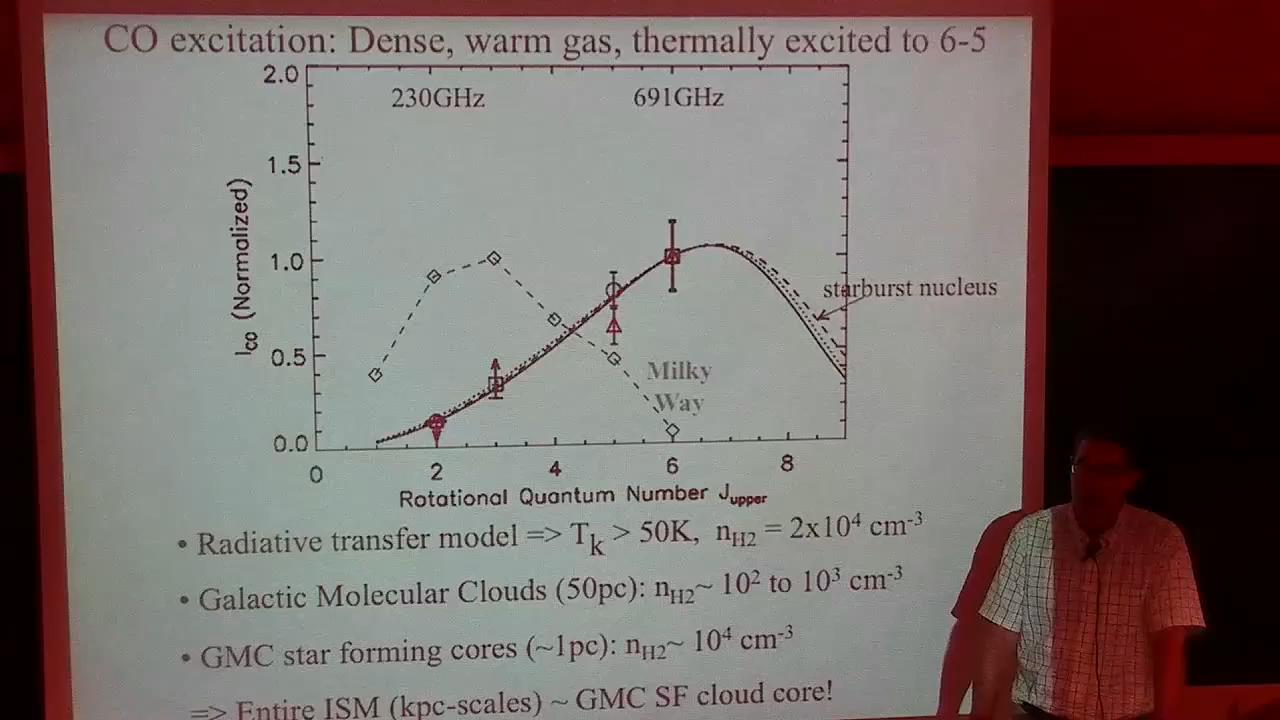 CO excitation: Dense, warm gas, thermally excited to 6-5
2.0
230GHz
691GHz
1.5
1.0
0.5
0.0
I_CO (Normalized)
starburst nucleus
Milky
Way
0
2
4
6
8
Rotational Quantum Number J_upper
• Radiative transfer model => T_k > 50K, n_H2 = 2x10^4 cm^-3
• Galactic Molecular Clouds (50pc): n_H2~ 10^2 to 10^3 cm^-3
• GMC star forming cores (~1pc): n_H2~ 10^4 cm^-3
=> Entire ISM (kpc-scales) ~ GMC SF cloud core!